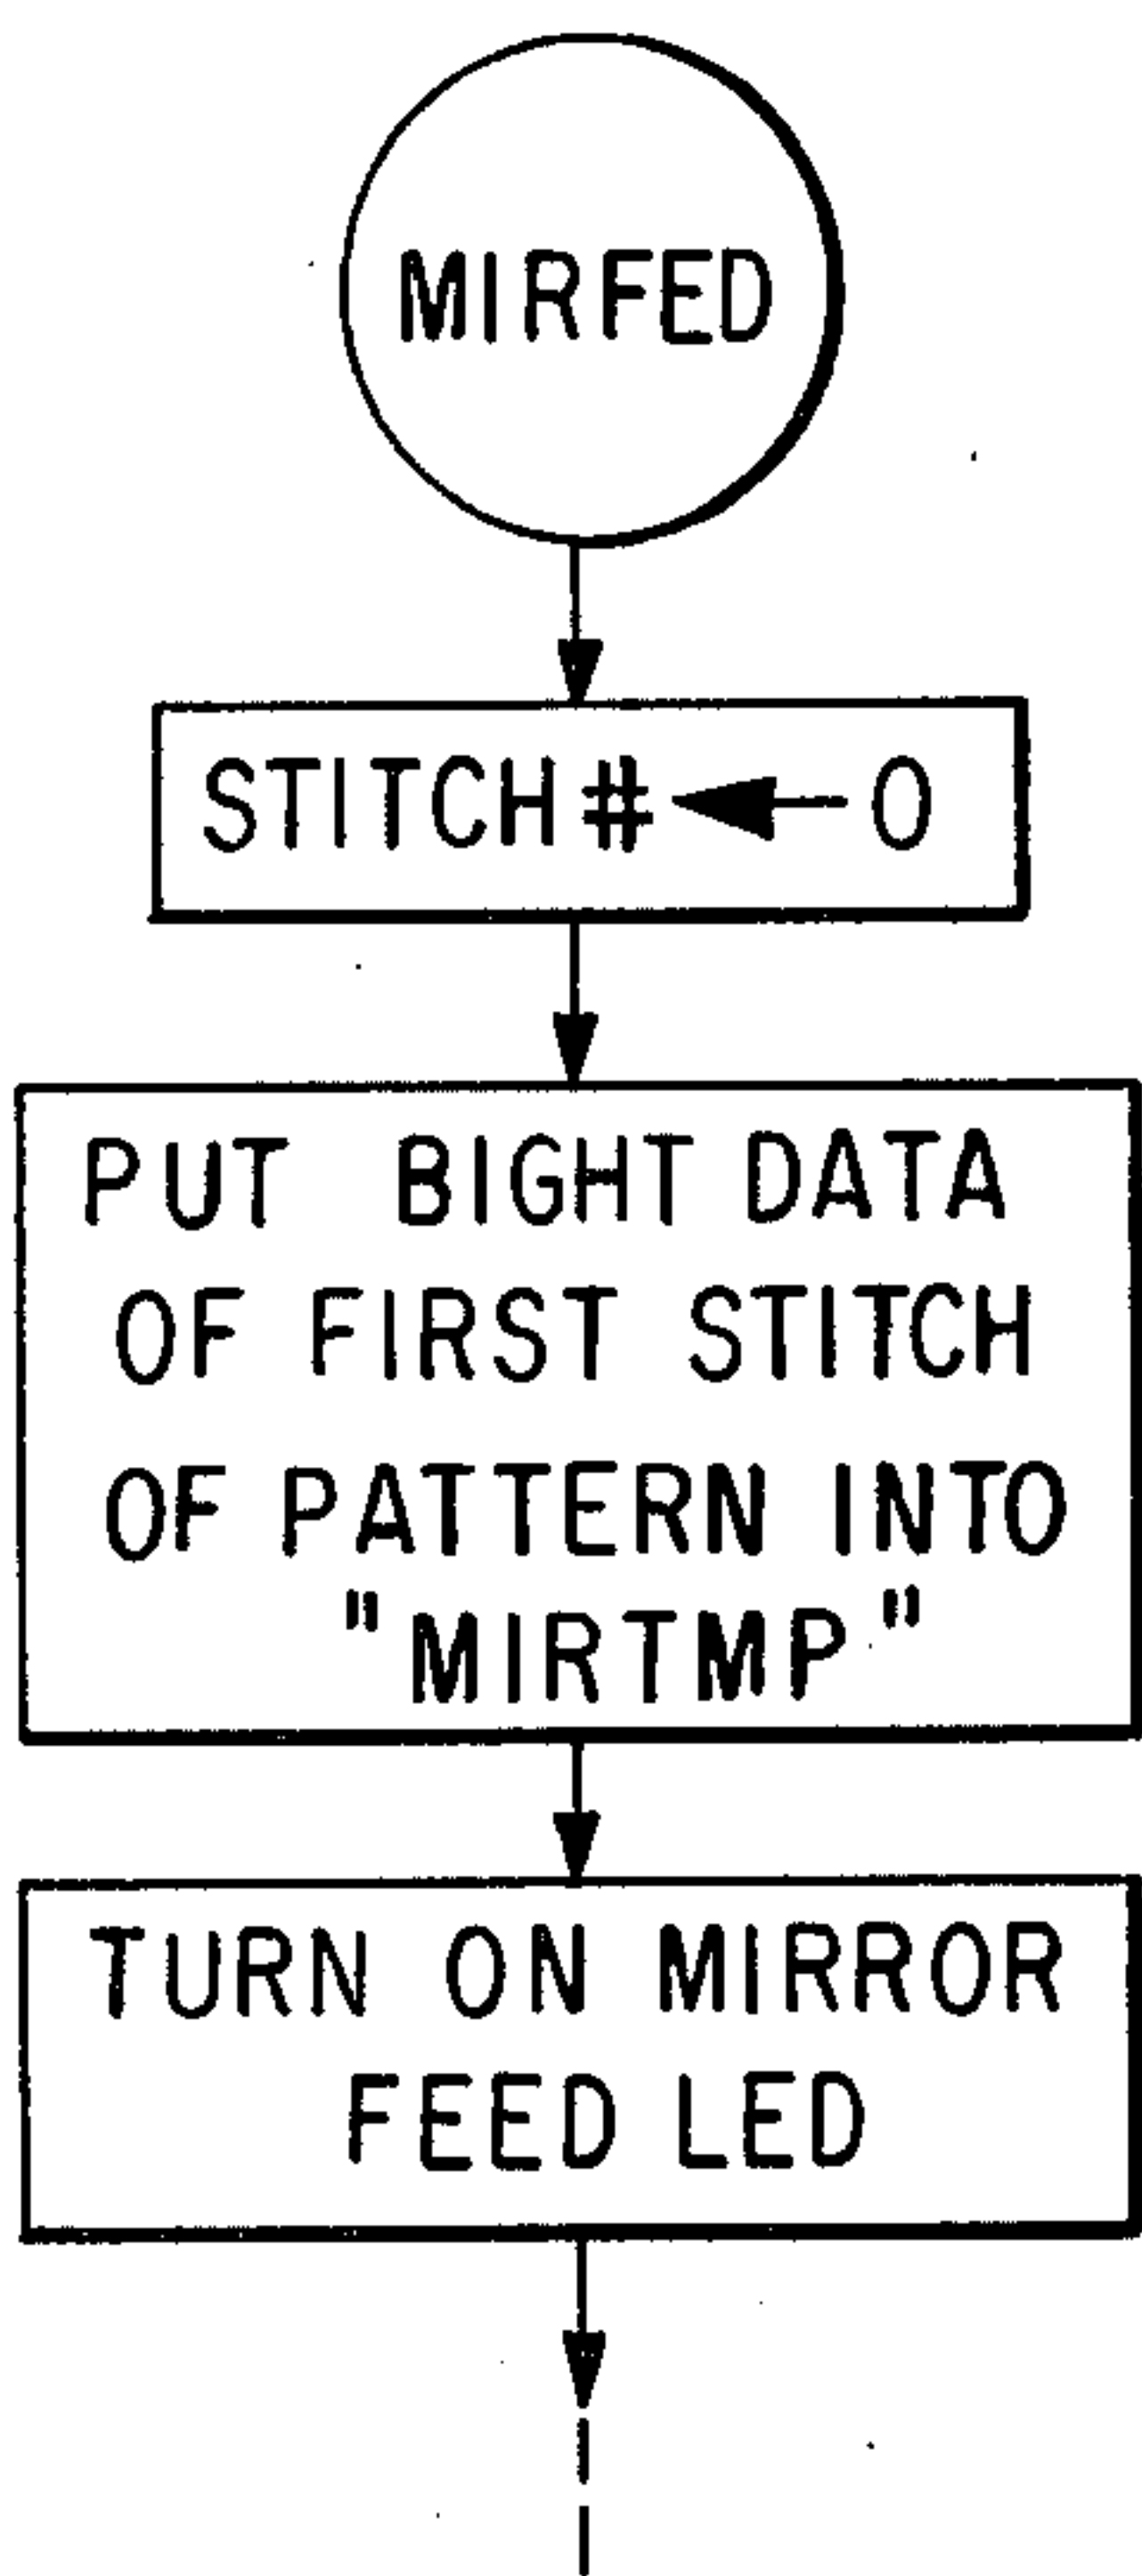 MIRFED
STITCH# ← 0
PUT BIGHT DATA
OF FIRST STITCH
OF PATTERN INTO
"MIRTMP"
TURN ON MIRROR
FEED LED